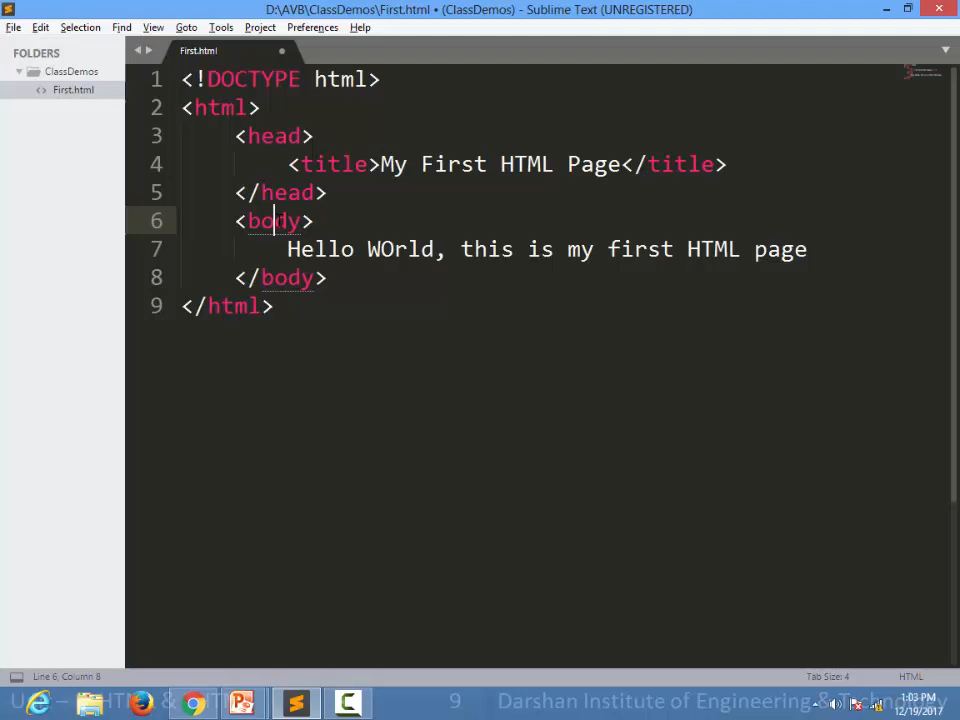 D:\AVB\ClassDemos\First.html • (ClassDemos) - Sublime Text (UNREGISTERED)
File Edit Selection Find View Goto Tools Project Preferences Help
FOLDERS
ClassDemos
<> First.html
First.html
1 <!DOCTYPE html>
2 <html>
3 <head>
4 <title>My First HTML Page</title>
5 </head>
6 <body>
7 Hello WOrld, this is my first HTML page
8 </body>
9 </html>
Line 6, Column 8
Tab Size: 4
HTML
9
Darshan Institute of Engineering & Technology
1:03 PM
12/19/2017